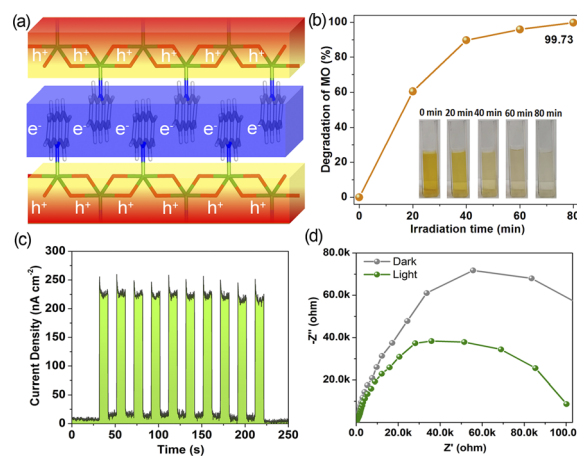 (a)
h+ h+ h+ h+ h+ h+
e- e- e- e- e- e-
h+ h+ h+ h+ h+ h+
(b)
Degradation of MO (%)
100
80
60
40
20
0
99.73
0 min 20 min 40 min 60 min 80 min
0 20 40 60 80
Irradiation time (min)
(c)
Current Density (nA cm-2)
300
250
200
150
100
50
0
0 50 100 150 200 250
Time (s)
(d)
Dark
Light
-Z'' (ohm)
80.0k
60.0k
40.0k
20.0k
0.0 20.0k 40.0k 60.0k 80.0k 100.0k
Z' (ohm)